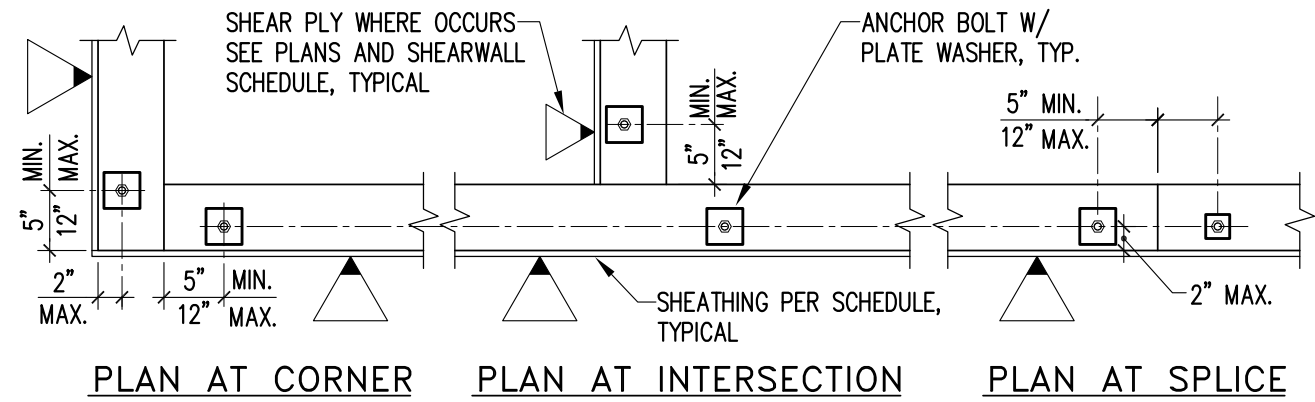 SHEAR PLY WHERE OCCURS
SEE PLANS AND SHEARWALL
SCHEDULE, TYPICAL
ANCHOR BOLT W/
PLATE WASHER, TYP.
MIN.
MAX.
5"
12"
5" MIN.
12" MAX.
MIN.
MAX.
5"
12"
2"
MAX.
5" MIN.
12" MAX.
SHEATHING PER SCHEDULE,
TYPICAL
2" MAX.
PLAN AT CORNER
PLAN AT INTERSECTION
PLAN AT SPLICE